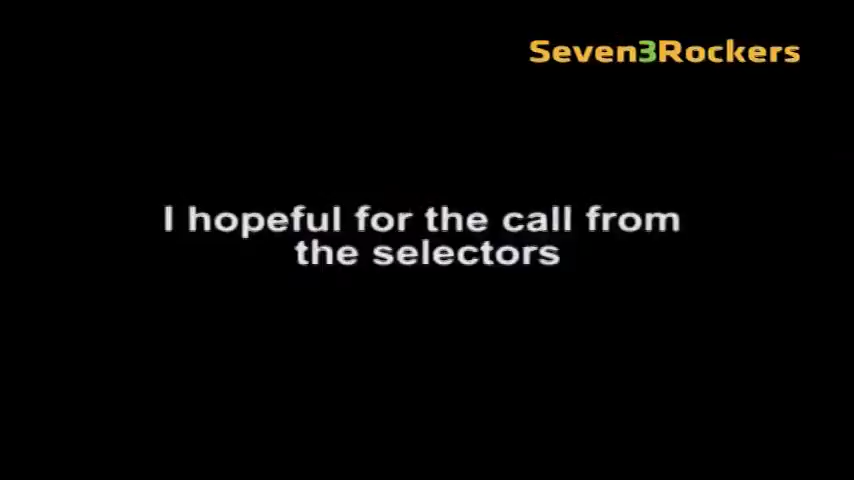 Seven3Rockers
I hopeful for the call from
the selectors